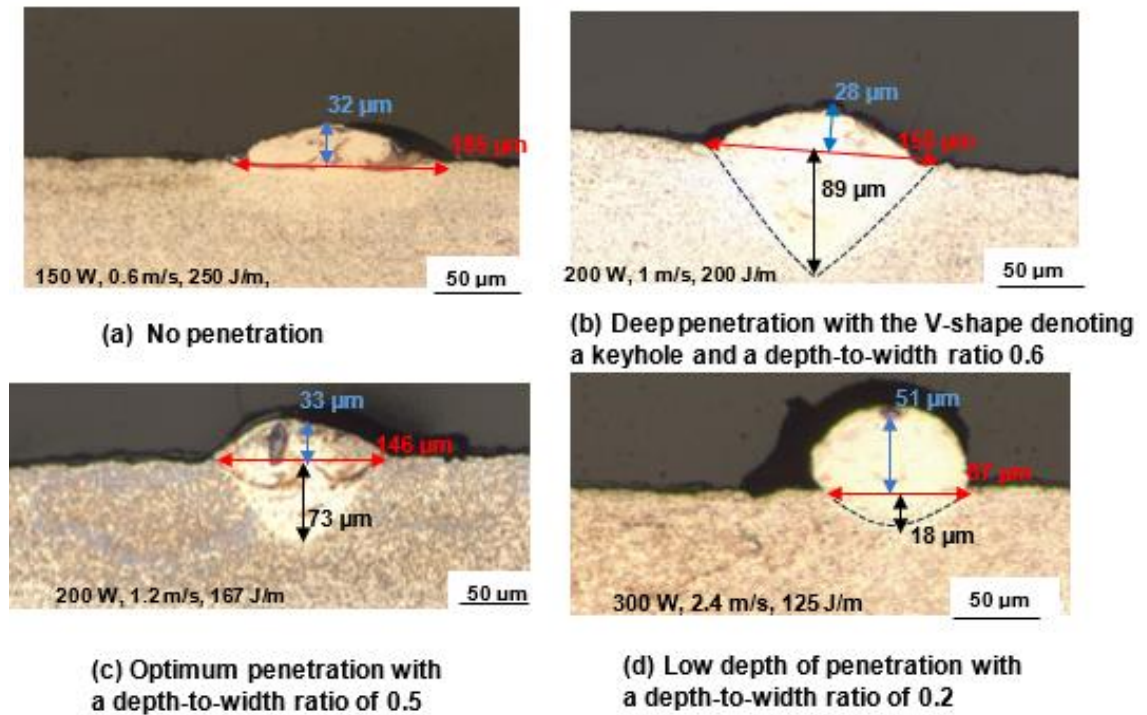 32 µm
185 µm
150 W, 0.6 m/s, 250 J/m,
50 µm
(a) No penetration
28 µm
µm
89 µm
200 W, 1 m/s, 200 J/m
50 µm
(b) Deep penetration with the V-shape denoting
a keyhole and a depth-to-width ratio 0.6
33 µm
146 µm
73 µm
200 W, 1.2 m/s, 167 J/m
50 um
(c) Optimum penetration with
a depth-to-width ratio of 0.5
51 µm
87 µm
18 µm
300 W, 2.4 m/s, 125 J/m
50 µm
(d) Low depth of penetration with
a depth-to-width ratio of 0.2